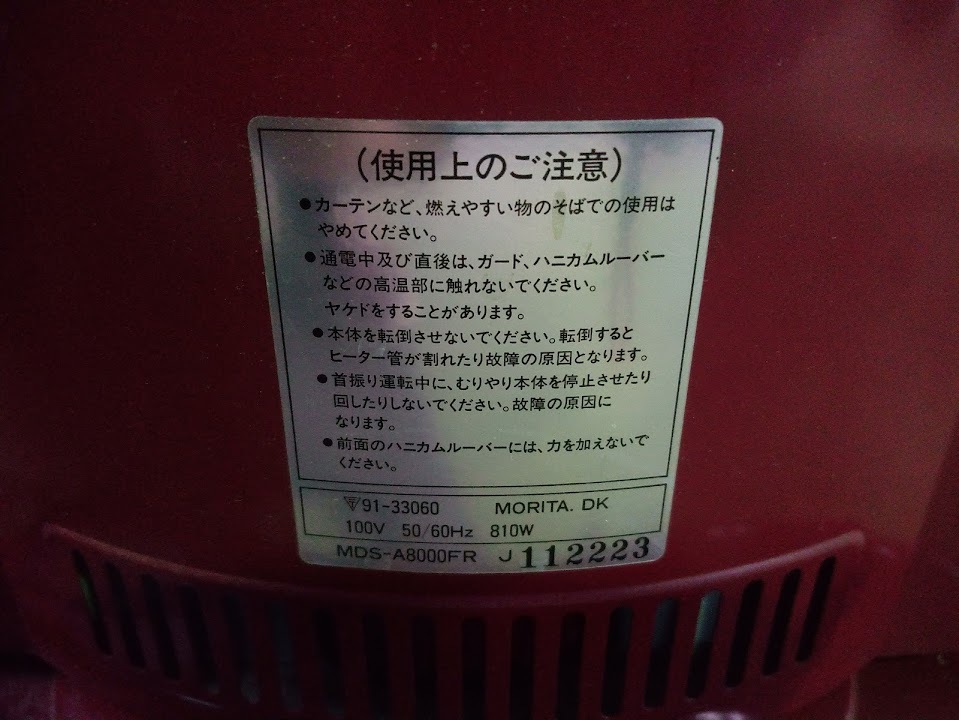 (使用上のご注意)
●カーテンなど、燃えやすい物のそばでの使用は
やめてください。
●通電中及び直後は、ガード、ハニカムルーバー
などの高温部に触れないでください。
ヤケドをすることがあります。
●本体を転倒させないでください。転倒すると
ヒーター管が割れたり故障の原因となります。
●首振り運転中に、むりやり本体を停止させたり
回したりしないでください。故障の原因に
なります。
●前面のハニカムルーバーには、力を加えないで
ください。
91-33060 MORITA. DK
100V 50/60Hz 810W
MDS-A8000FR J 112223